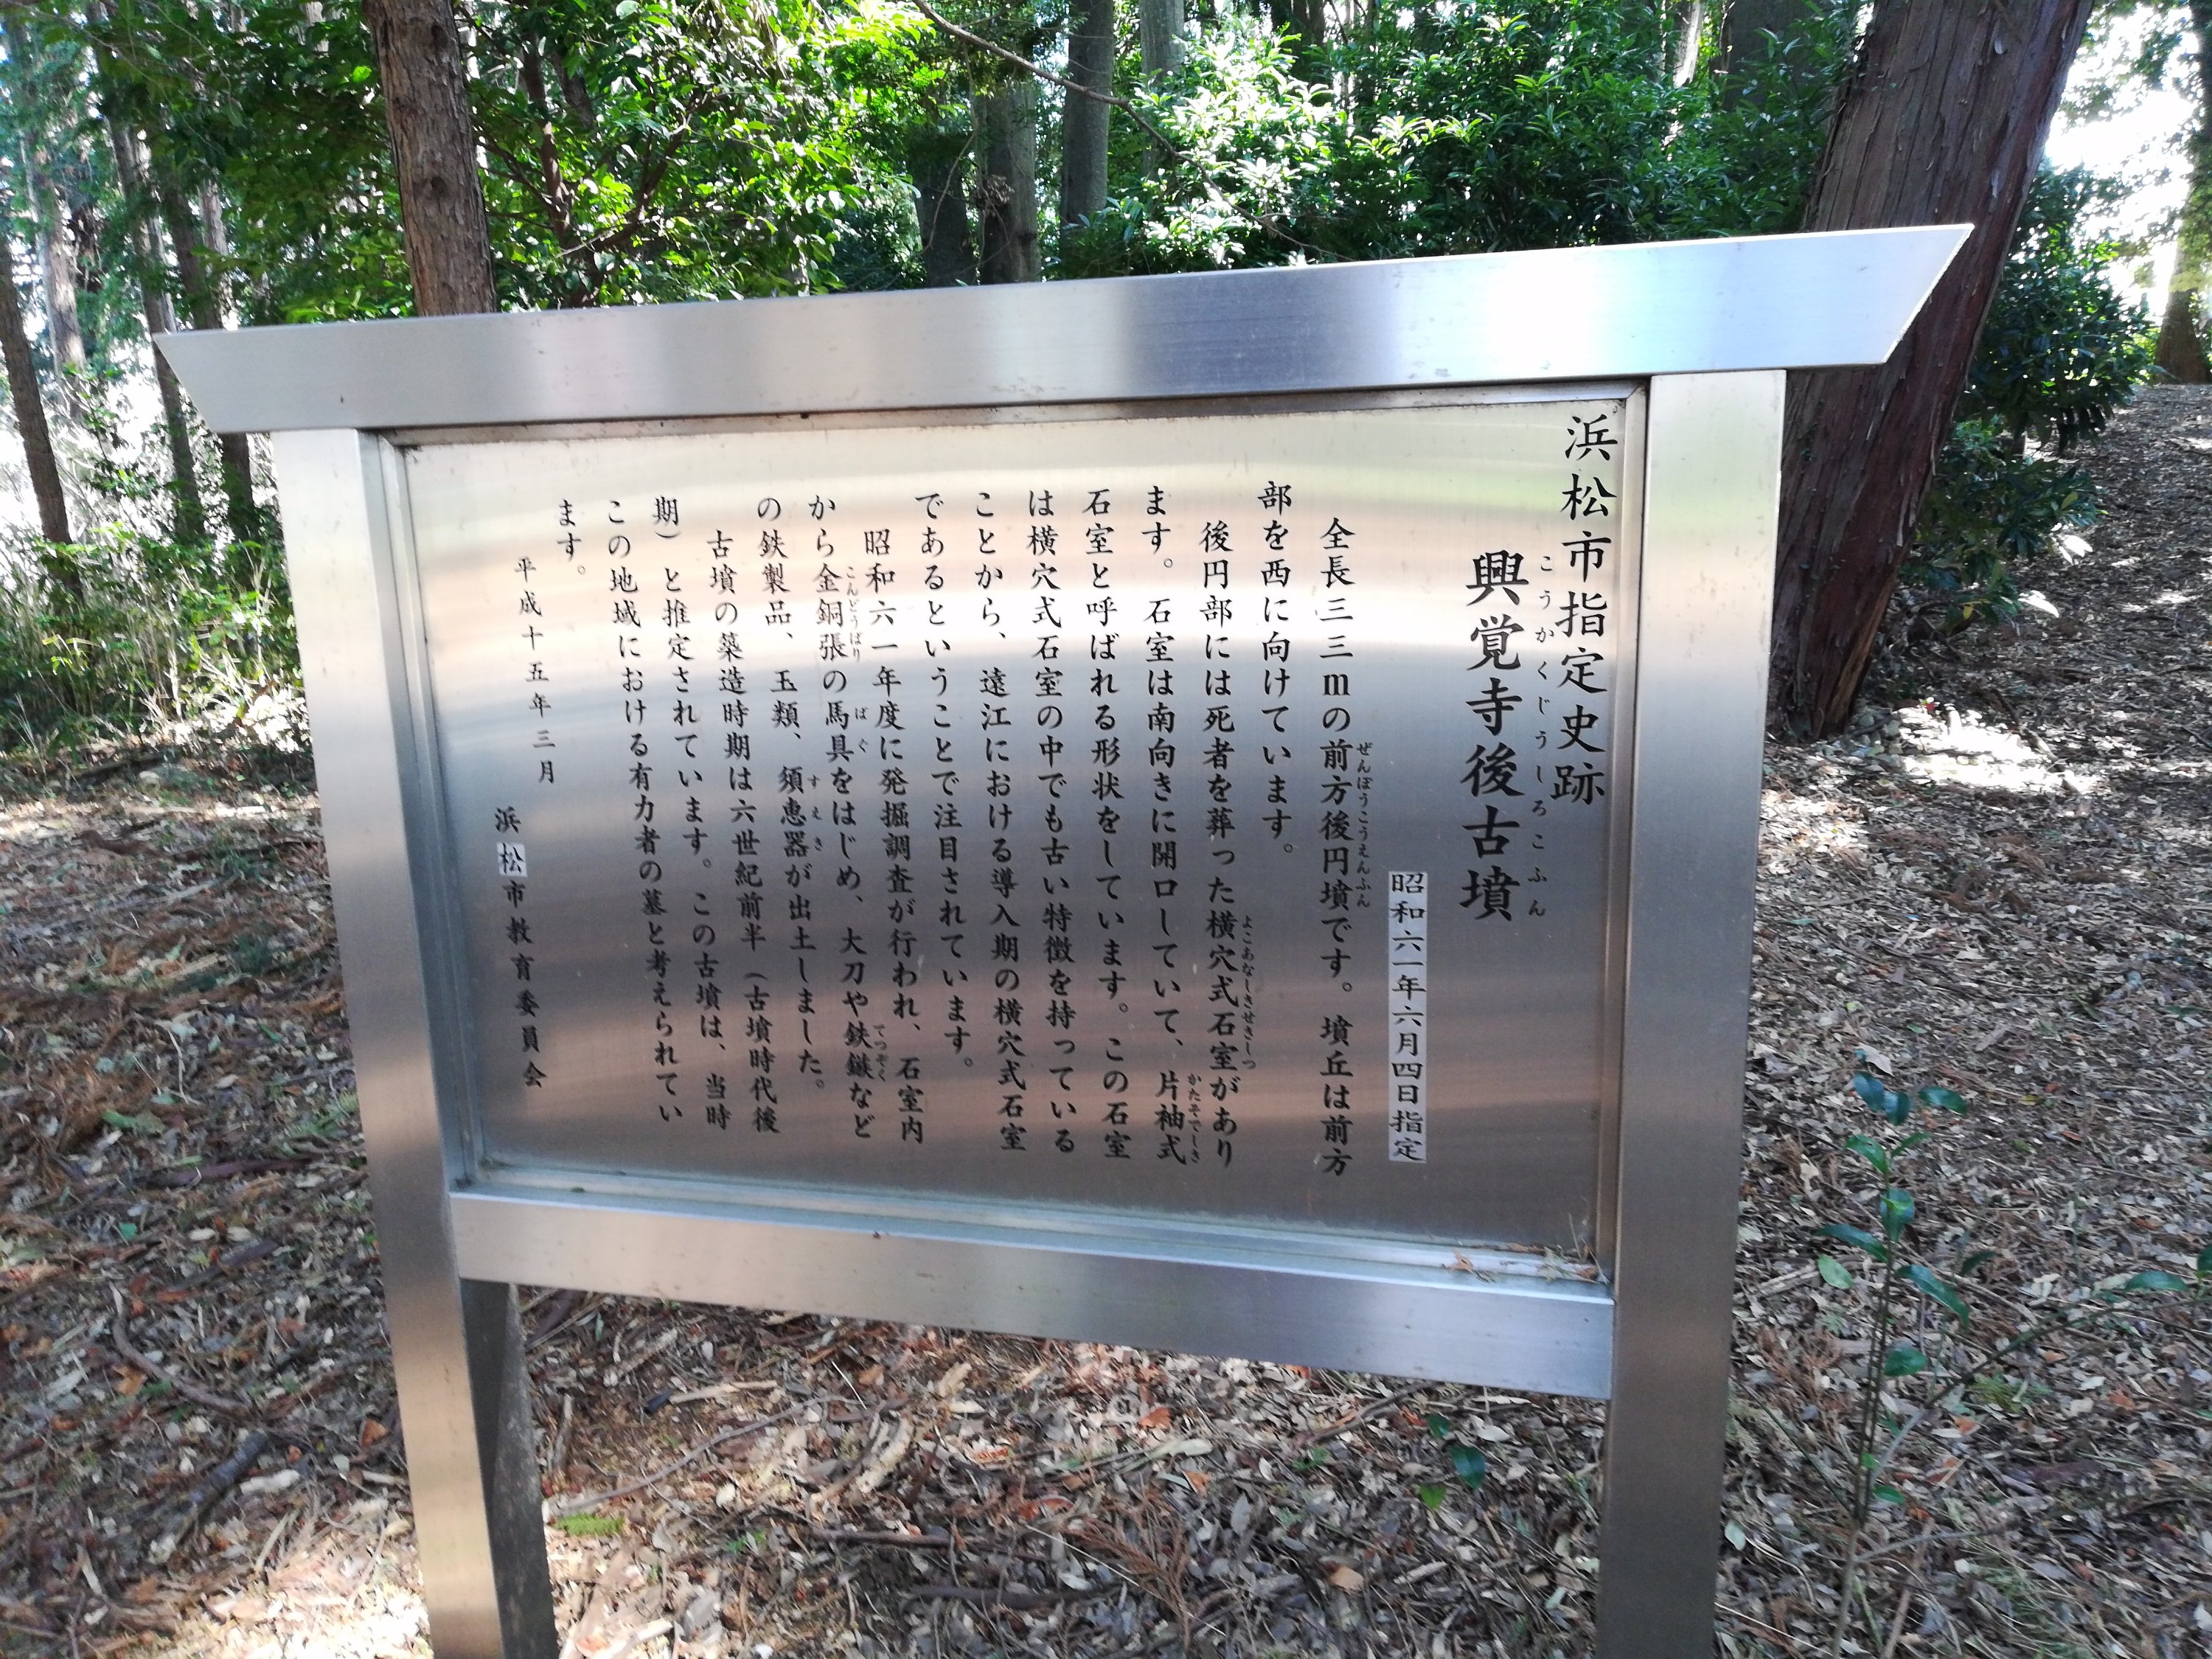 浜松市指定史跡
こうかくじうしろこふん
興覚寺後古墳
昭和六一年六月四日指定
ぜんぽうこうえんふん
全長三三mの前方後円墳です。墳丘は前方
部を西に向けています。
よこあなしきせきしつ
後円部には死者を葬った横穴式石室があり
かたそでしき
ます。石室は南向きに開口していて、片袖式
石室と呼ばれる形状をしています。この石室
は横穴式石室の中でも古い特徴を持っている
ことから、遠江における導入期の横穴式石室
であるということで注目されています。
昭和六一年度に発掘調査が行われ、石室内
こんどうばり ばぐ てつぞく
から金銅張の馬具をはじめ、大刀や鉄鏃など
すえき
の鉄製品、玉類、須恵器が出土しました。
古墳の築造時期は六世紀前半（古墳時代後
期）と推定されています。この古墳は、当時
この地域における有力者の墓と考えられてい
ます。
平成十五年三月
浜松市教育委員会